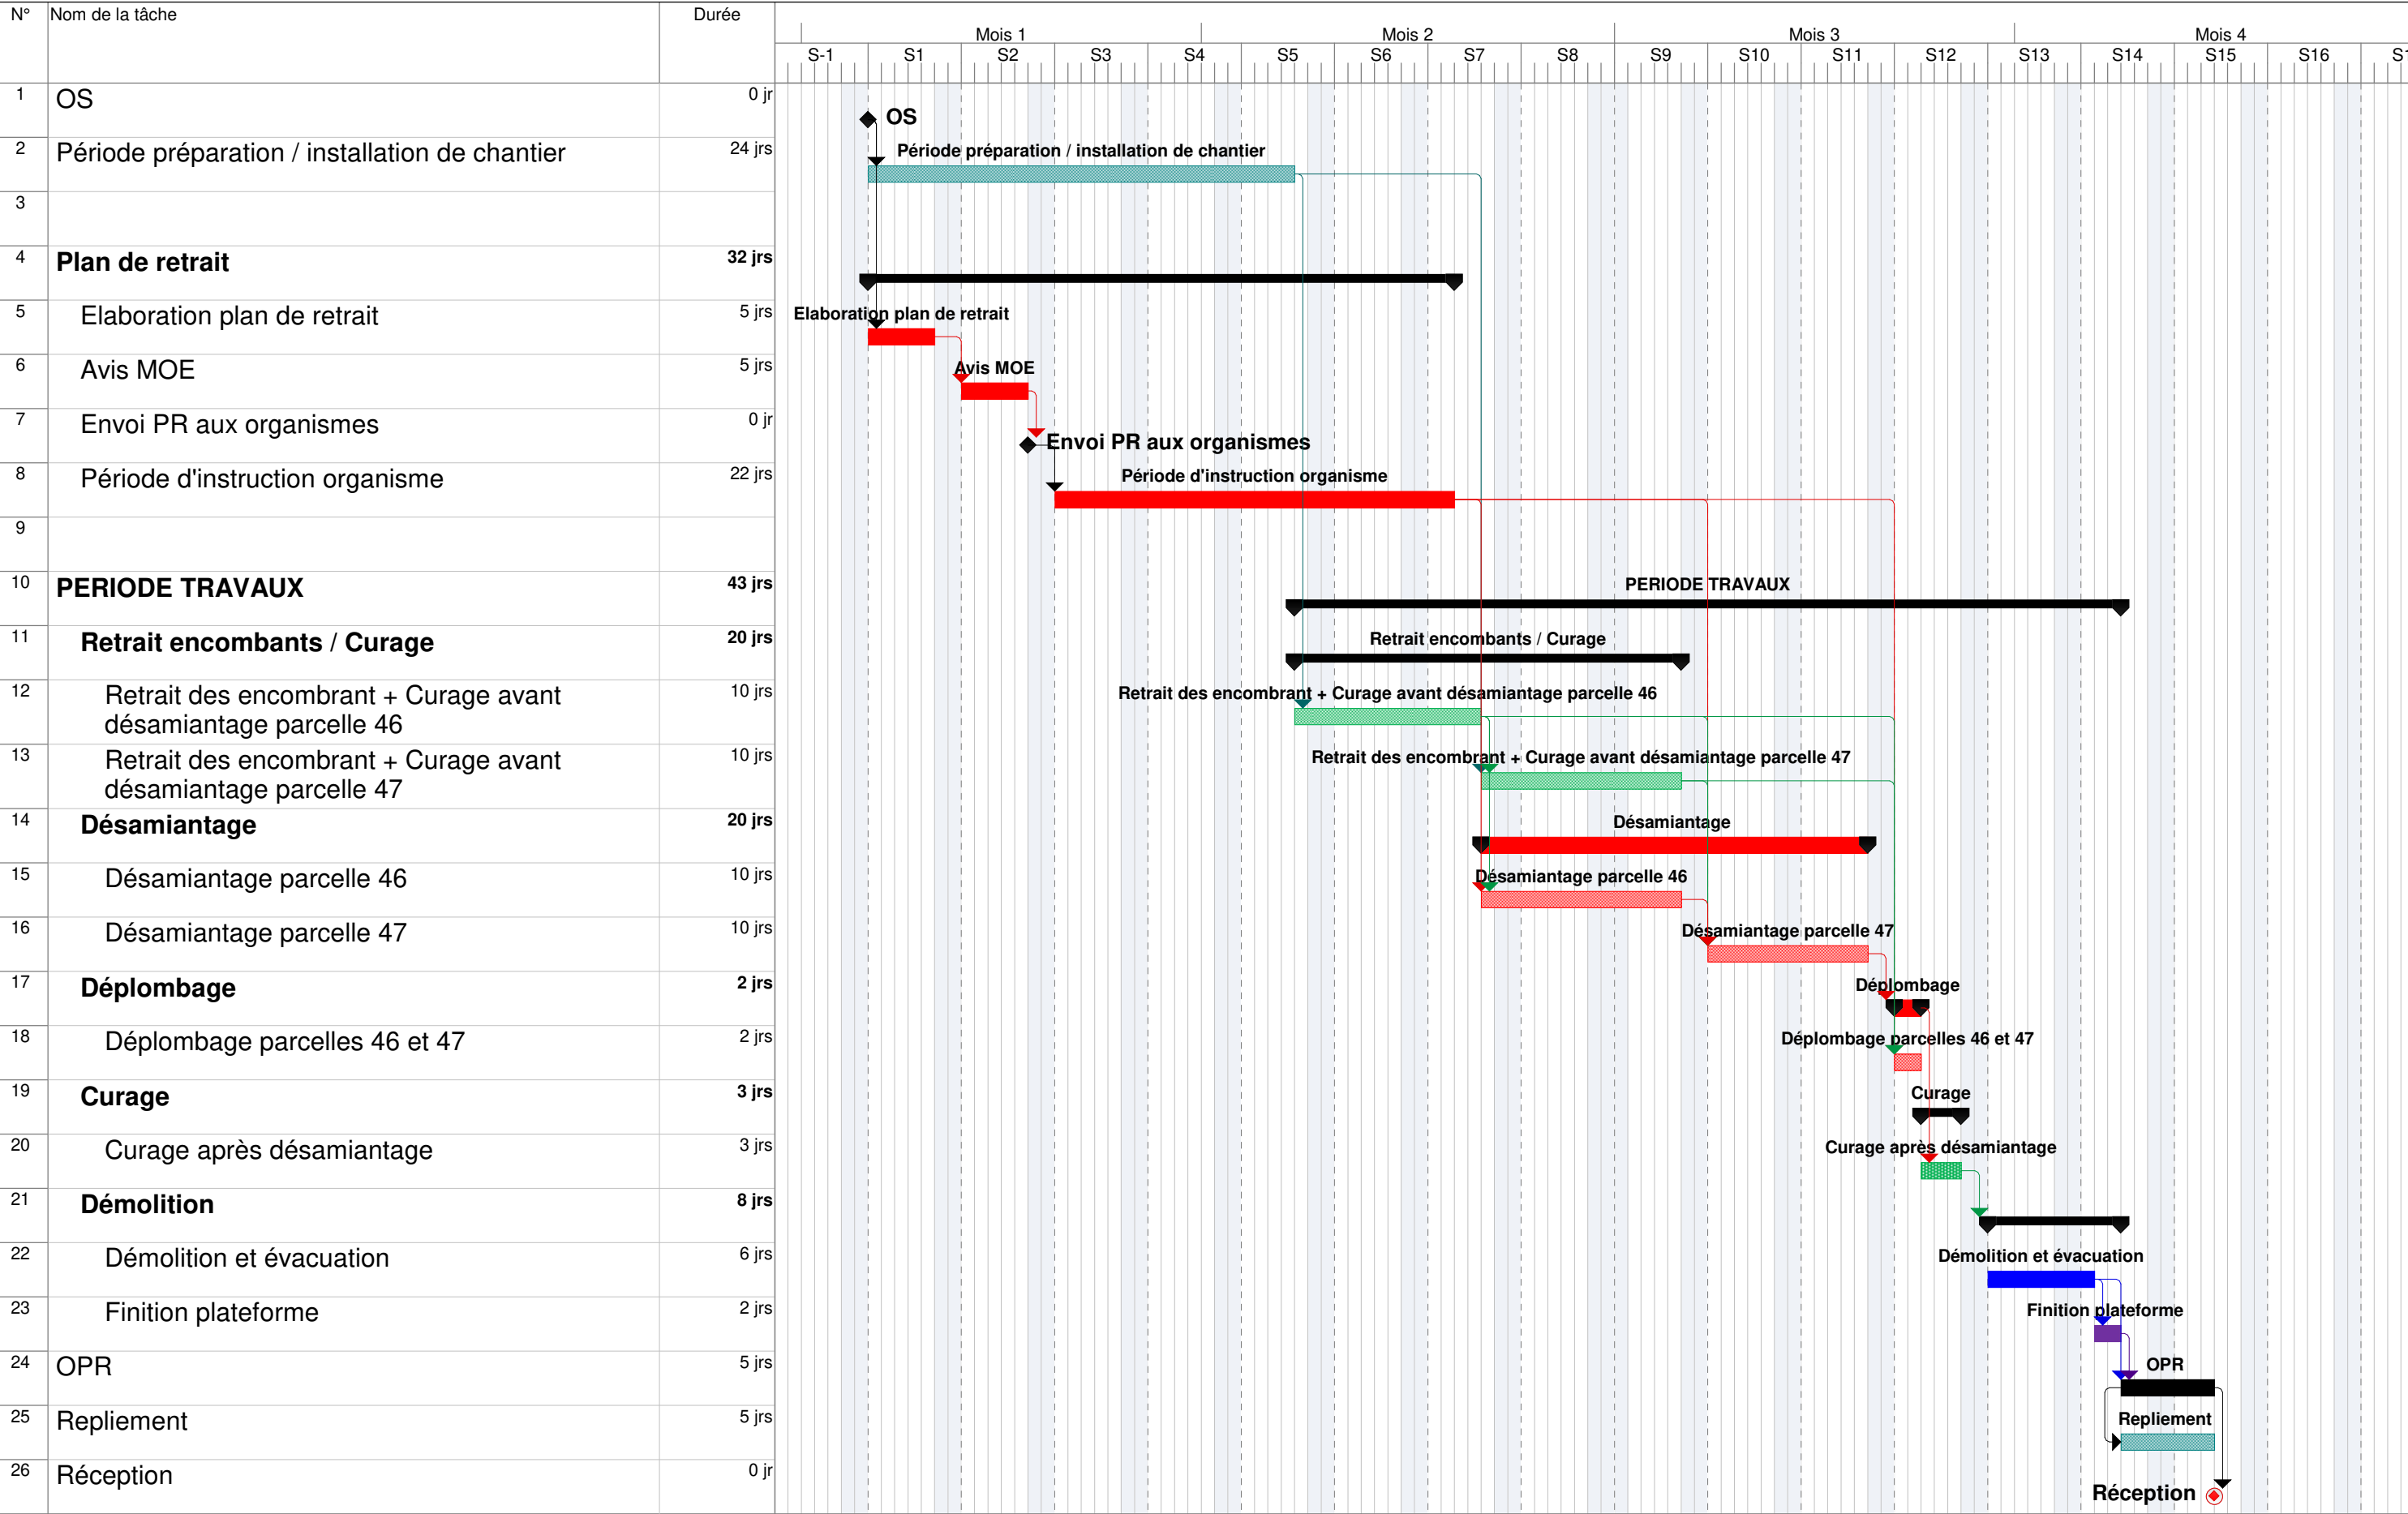 N° Nom de la tâche Durée
Mois 1 Mois 2 Mois 3 Mois 4
S-1 S1 S2 S3 S4 S5 S6 S7 S8 S9 S10 S11 S12 S13 S14 S15 S16
1 OS 0 jr
OS
2 Période préparation / installation de chantier 24 jrs
Période préparation / installation de chantier
3
4 Plan de retrait 32 jrs
5 Elaboration plan de retrait 5 jrs
Elaboration plan de retrait
6 Avis MOE 5 jrs
Avis MOE
7 Envoi PR aux organismes 0 jr
Envoi PR aux organismes
8 Période d'instruction organisme 22 jrs
Période d'instruction organisme
9
10 PERIODE TRAVAUX 43 jrs
PERIODE TRAVAUX
11 Retrait encombants / Curage 20 jrs
Retrait encombants / Curage
12 Retrait des encombrant + Curage avant 10 jrs
désamiantage parcelle 46
Retrait des encombrant + Curage avant désamiantage parcelle 46
13 Retrait des encombrant + Curage avant 10 jrs
désamiantage parcelle 47
Retrait des encombrant + Curage avant désamiantage parcelle 47
14 Désamiantage 20 jrs
Désamiantage
15 Désamiantage parcelle 46 10 jrs
Désamiantage parcelle 46
16 Désamiantage parcelle 47 10 jrs
Désamiantage parcelle 47
17 Déplombage 2 jrs
Déplombage
18 Déplombage parcelles 46 et 47 2 jrs
Déplombage parcelles 46 et 47
19 Curage 3 jrs
Curage
20 Curage après désamiantage 3 jrs
Curage après désamiantage
21 Démolition 8 jrs
22 Démolition et évacuation 6 jrs
Démolition et évacuation
23 Finition plateforme 2 jrs
Finition plateforme
24 OPR 5 jrs
OPR
25 Repliement 5 jrs
Repliement
26 Réception 0 jr
Réception